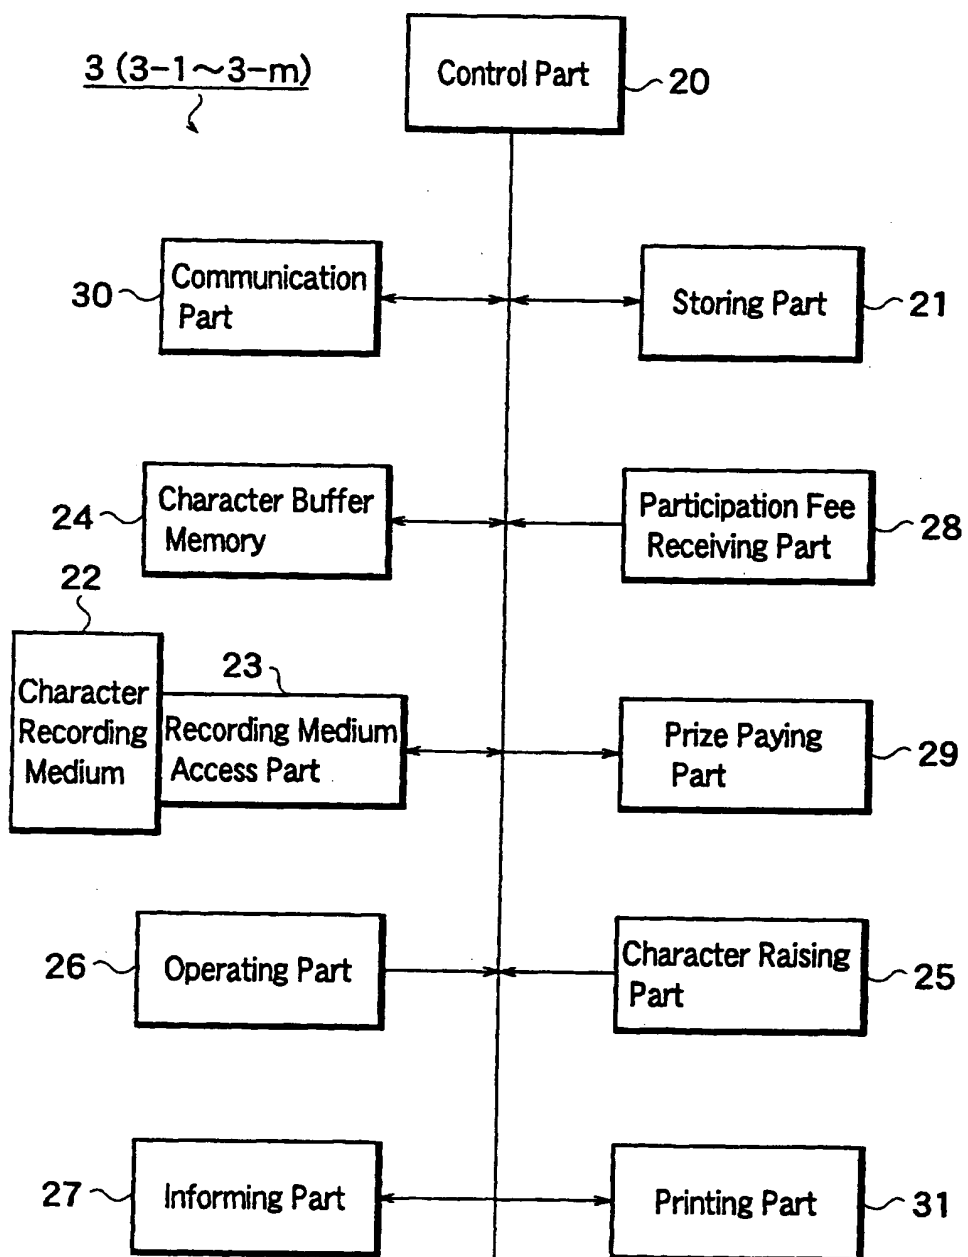 3 (3-1~3-m)
Control Part
20
30
Communication
Part
Storing Part
21
24
Character Buffer
Memory
Participation Fee
Receiving Part
28
22
Character
Recording
Medium
23
Recording Medium
Access Part
Prize Paying
Part
29
26
Operating Part
Character Raising
Part
25
27
Informing Part
Printing Part
31